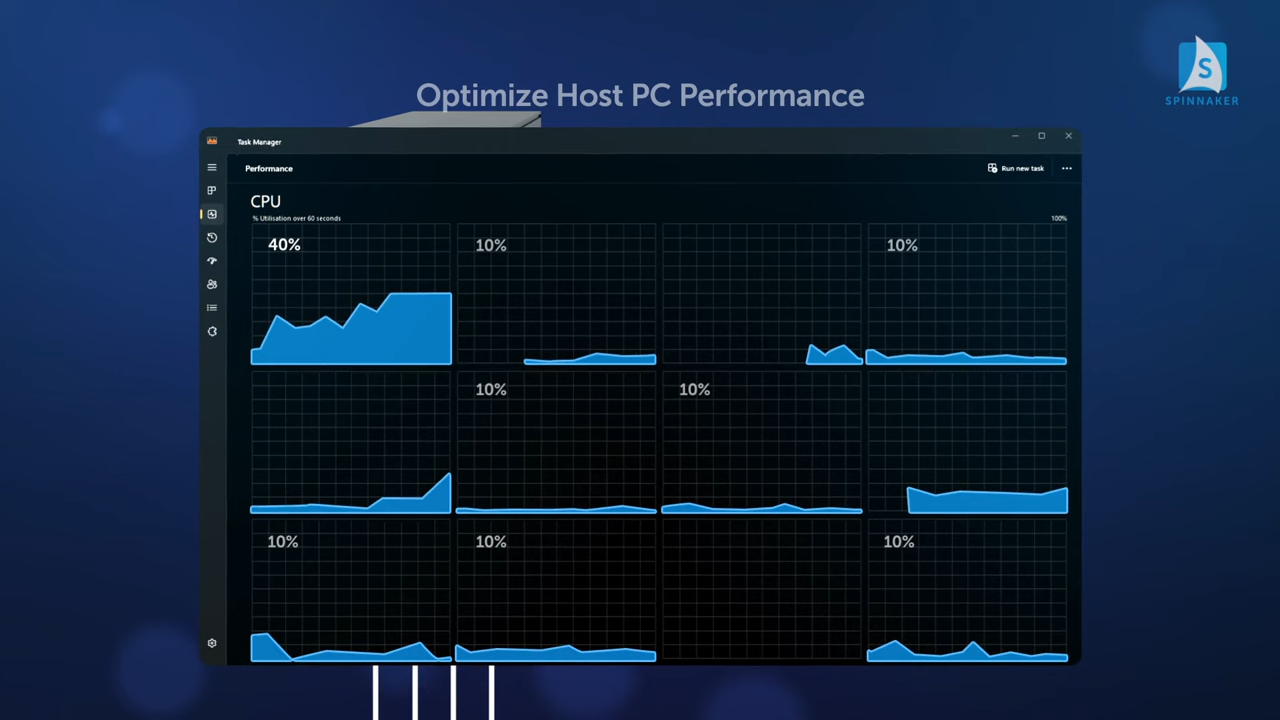 Optimize Host PC Performance
S
SPINNAKER
Task Manager
Performance
Run new task
CPU
% Utilisation over 60 seconds
100%
40%
10%
10%
10%
10%
10%
10%
10%